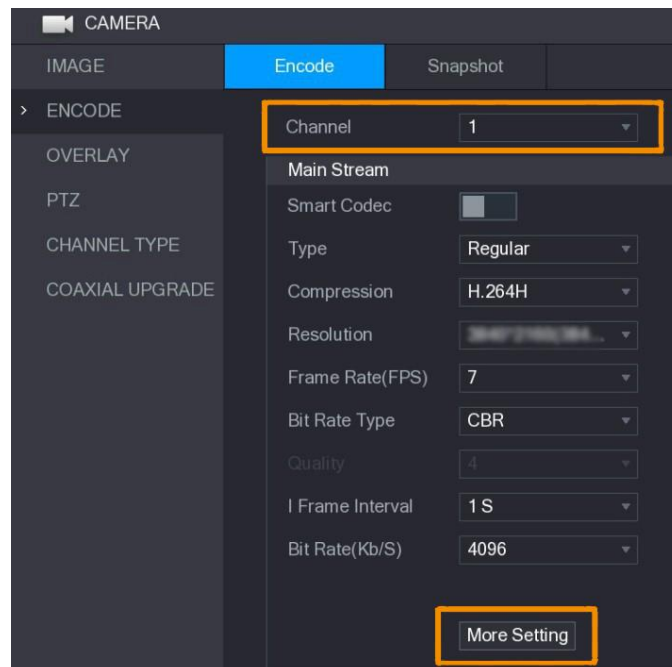 CAMERA
IMAGE
Encode Snapshot
> ENCODE
Channel 1
OVERLAY
Main Stream
PTZ
Smart Codec
CHANNEL TYPE
Type Regular
COAXIAL UPGRADE
Compression H.264H
Resolution
Frame Rate(FPS) 7
Bit Rate Type CBR
Quality 4
I Frame Interval 1 S
Bit Rate(Kb/S) 4096
More Setting